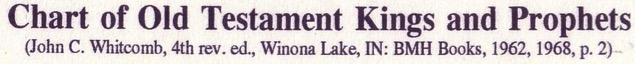 Chart of Old Testament Kings and Prophets
(John C. Whitcomb, 4th rev. ed., Winona Lake, IN: BMH Books, 1962, 1968, p. 2)